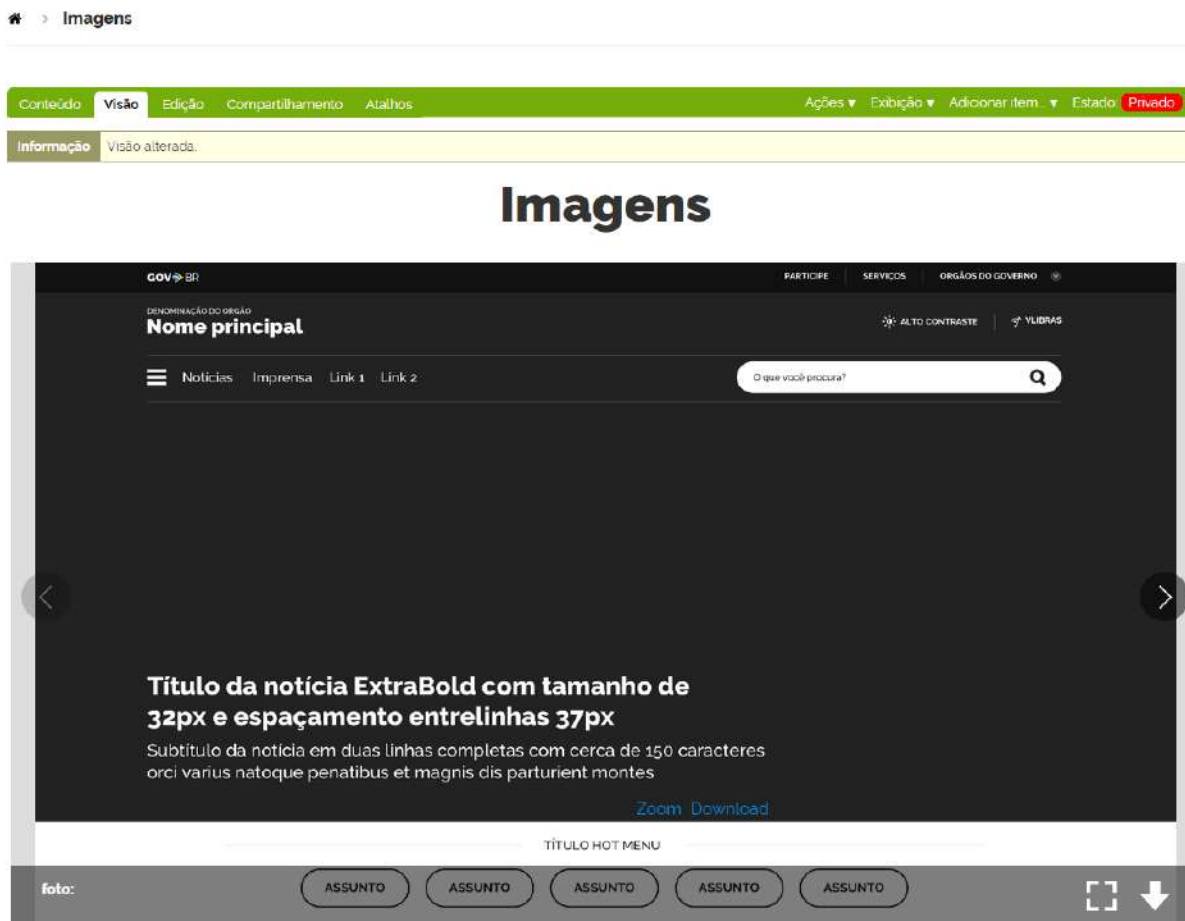 Imagens
Conteúdo Visão Edição Compartilhamento Atalhos Ações Exibição Adicionar item... Estado: Privado
Informação Visão alterada.
Imagens
GOV BR PARTICIPE SERVIÇOS ORGÃOS DO GOVERNO
DENOMINAÇÃO DO ORGÃO
Nome principal
ALTO CONTRASTE VLIBRAS
Notícias Imprensa Link 1 Link 2 O que você procura?
Título da notícia ExtraBold com tamanho de
32px e espaçamento entrelinhas 37px
Subtítulo da notícia em duas linhas completas com cerca de 150 caracteres
orci varius natoque penatibus et magnis dis parturient montes
Zoom Download
TÍTULO HOT MENU
foto: ASSUNTO ASSUNTO ASSUNTO ASSUNTO ASSUNTO